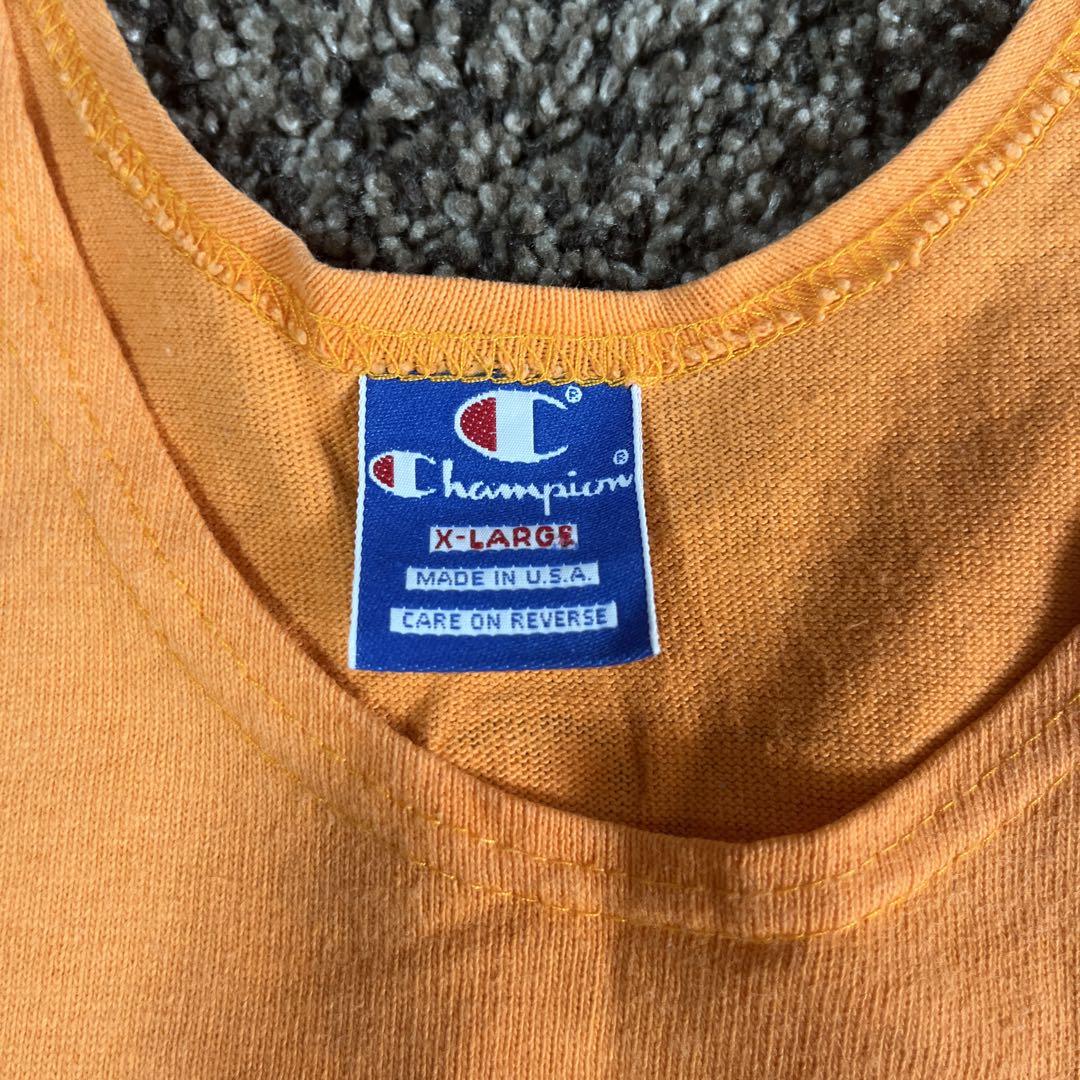 C®
Champion®
X-LARGE
MADE IN U.S.A.
CARE ON REVERSE